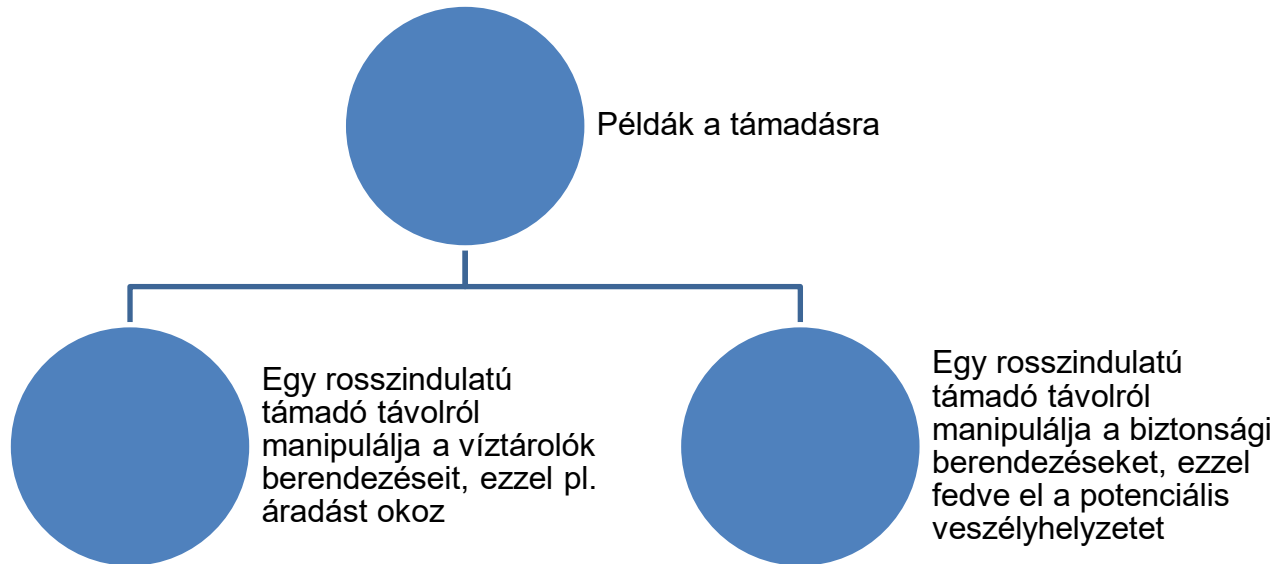 Példák a támadásra
Egy rosszindulatú
támadó távolról
manipulálja a víztárolók
berendezéseit, ezzel pl.
áradást okoz
Egy rosszindulatú
támadó távolról
manipulálja a biztonsági
berendezéseket, ezzel
fedve el a potenciális
veszélyhelyzetet